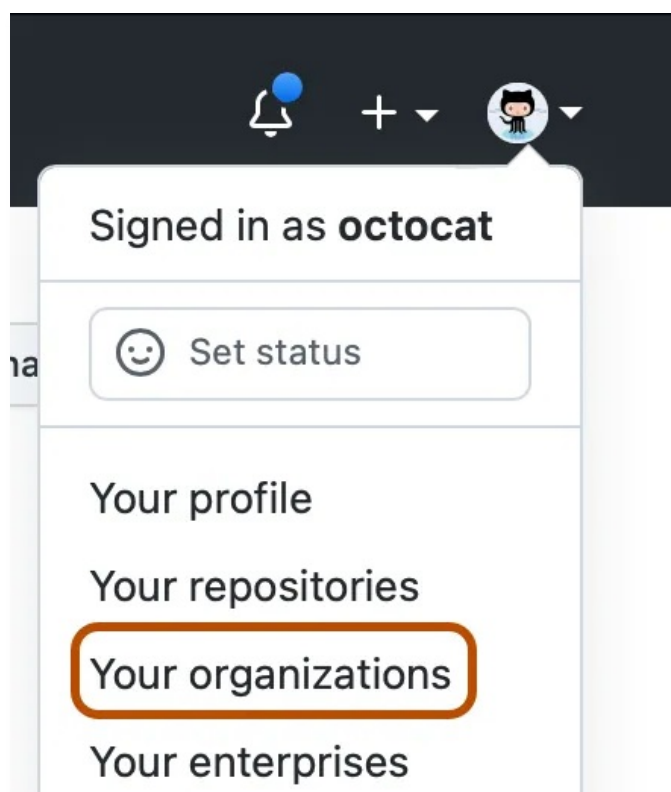 Signed in as octocat
Set status
Your profile
Your repositories
Your organizations
Your enterprises